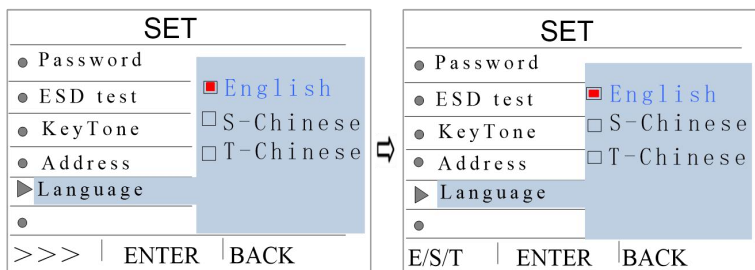 SET
Password
ESD test
KeyTone
Address
Language
English
S-Chinese
T-Chinese
>>> ENTER BACK
SET
Password
ESD test
KeyTone
Address
Language
English
S-Chinese
T-Chinese
E/S/T ENTER BACK